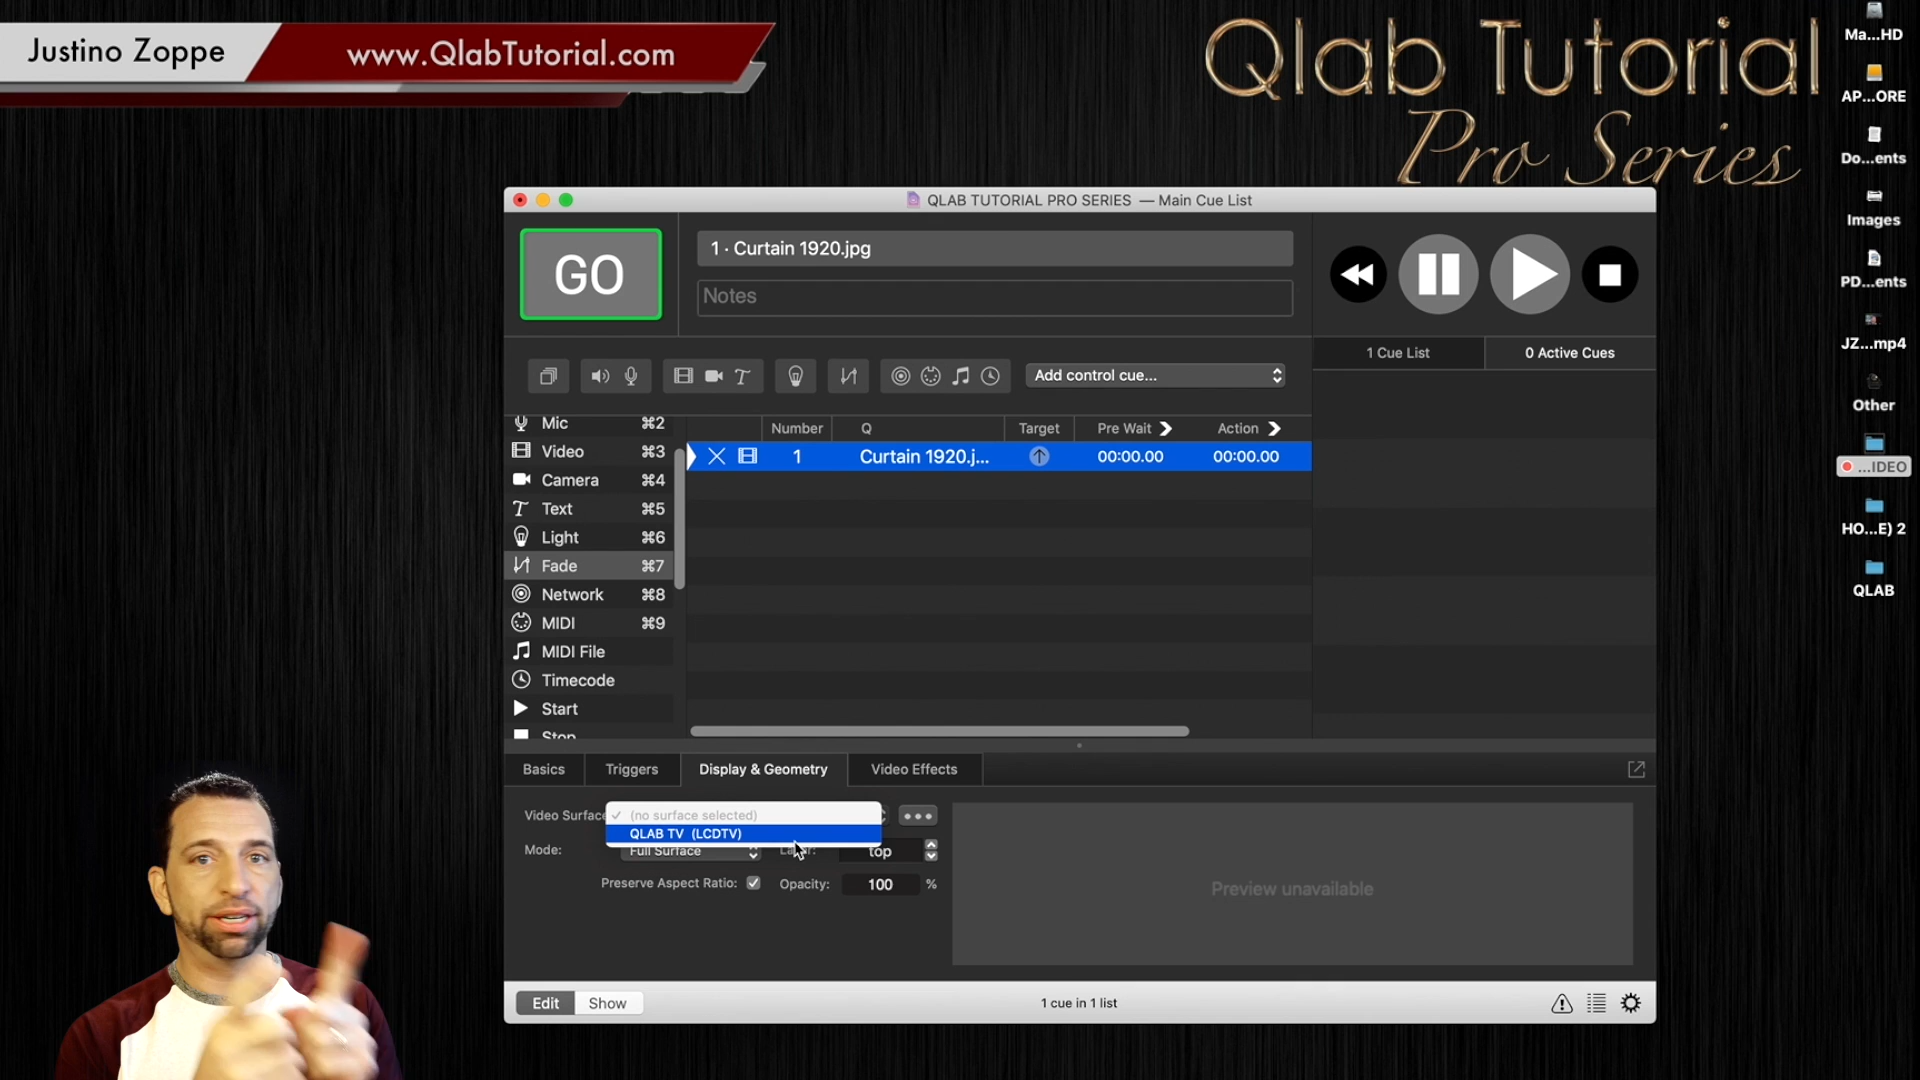 Justino Zoppe
www.QlabTutorial.com
Qlab Tutorial
Pro Series
Ma...HD
AP...ORE
Do...ents
Images
PD...ents
JZ...mp4
Other
...IDEO
HO...E) 2
QLAB
QLAB TUTORIAL PRO SERIES — Main Cue List
GO
1 · Curtain 1920.jpg
Notes
1 Cue List
0 Active Cues
Add control cue...
Mic ⌘2
Video ⌘3
Camera ⌘4
Text ⌘5
Light ⌘6
Fade ⌘7
Network ⌘8
MIDI ⌘9
MIDI File
Timecode
Start
Stop
Number Q Target Pre Wait Action
1 Curtain 1920.j... 00:00.00 00:00.00
Basics
Triggers
Display & Geometry
Video Effects
Video Surface
✓ (no surface selected)
QLAB TV (LCDTV)
Mode: Full Surface
top
Preserve Aspect Ratio:
Opacity: 100 %
Preview unavailable
Edit
Show
1 cue in 1 list